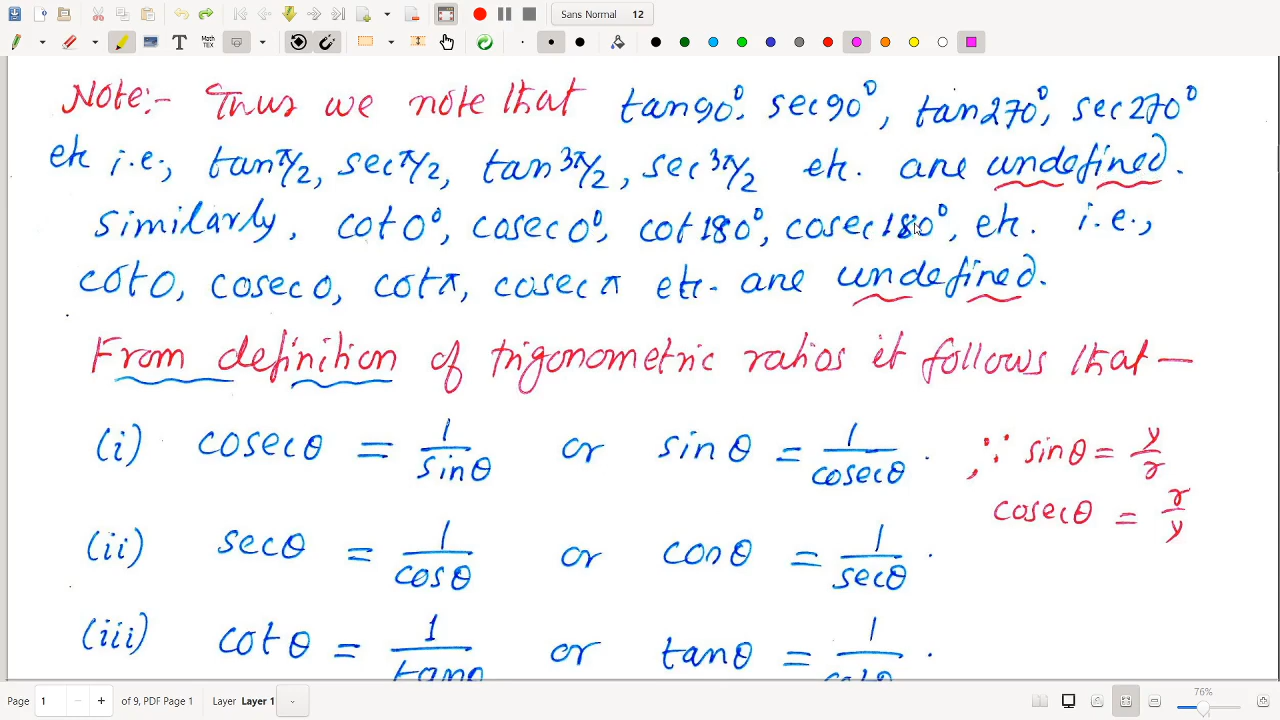 Sans Normal 12
Math TEX
Note:- Thus we note that tan90°, sec90°, tan270°, sec270°
etc i.e., tanπ/2, secπ/2, tan3π/2, sec3π/2 etc. are undefined.
Similarly, cot0°, cosec0°, cot180°, cosec180°, etc. i.e.,
cot0, cosec0, cotπ, cosecπ etc. are undefined.
From definition of trigonometric ratios it follows that —
(i) cosecθ = 1/sinθ or sinθ = 1/cosecθ . , ∵ sinθ = y/r
cosecθ = r/y
(ii) secθ = 1/cosθ or cosθ = 1/secθ .
(iii) cotθ = 1/tanθ or tanθ = 1/cotθ .
Page 1 of 9, PDF Page 1 Layer Layer 1 76%